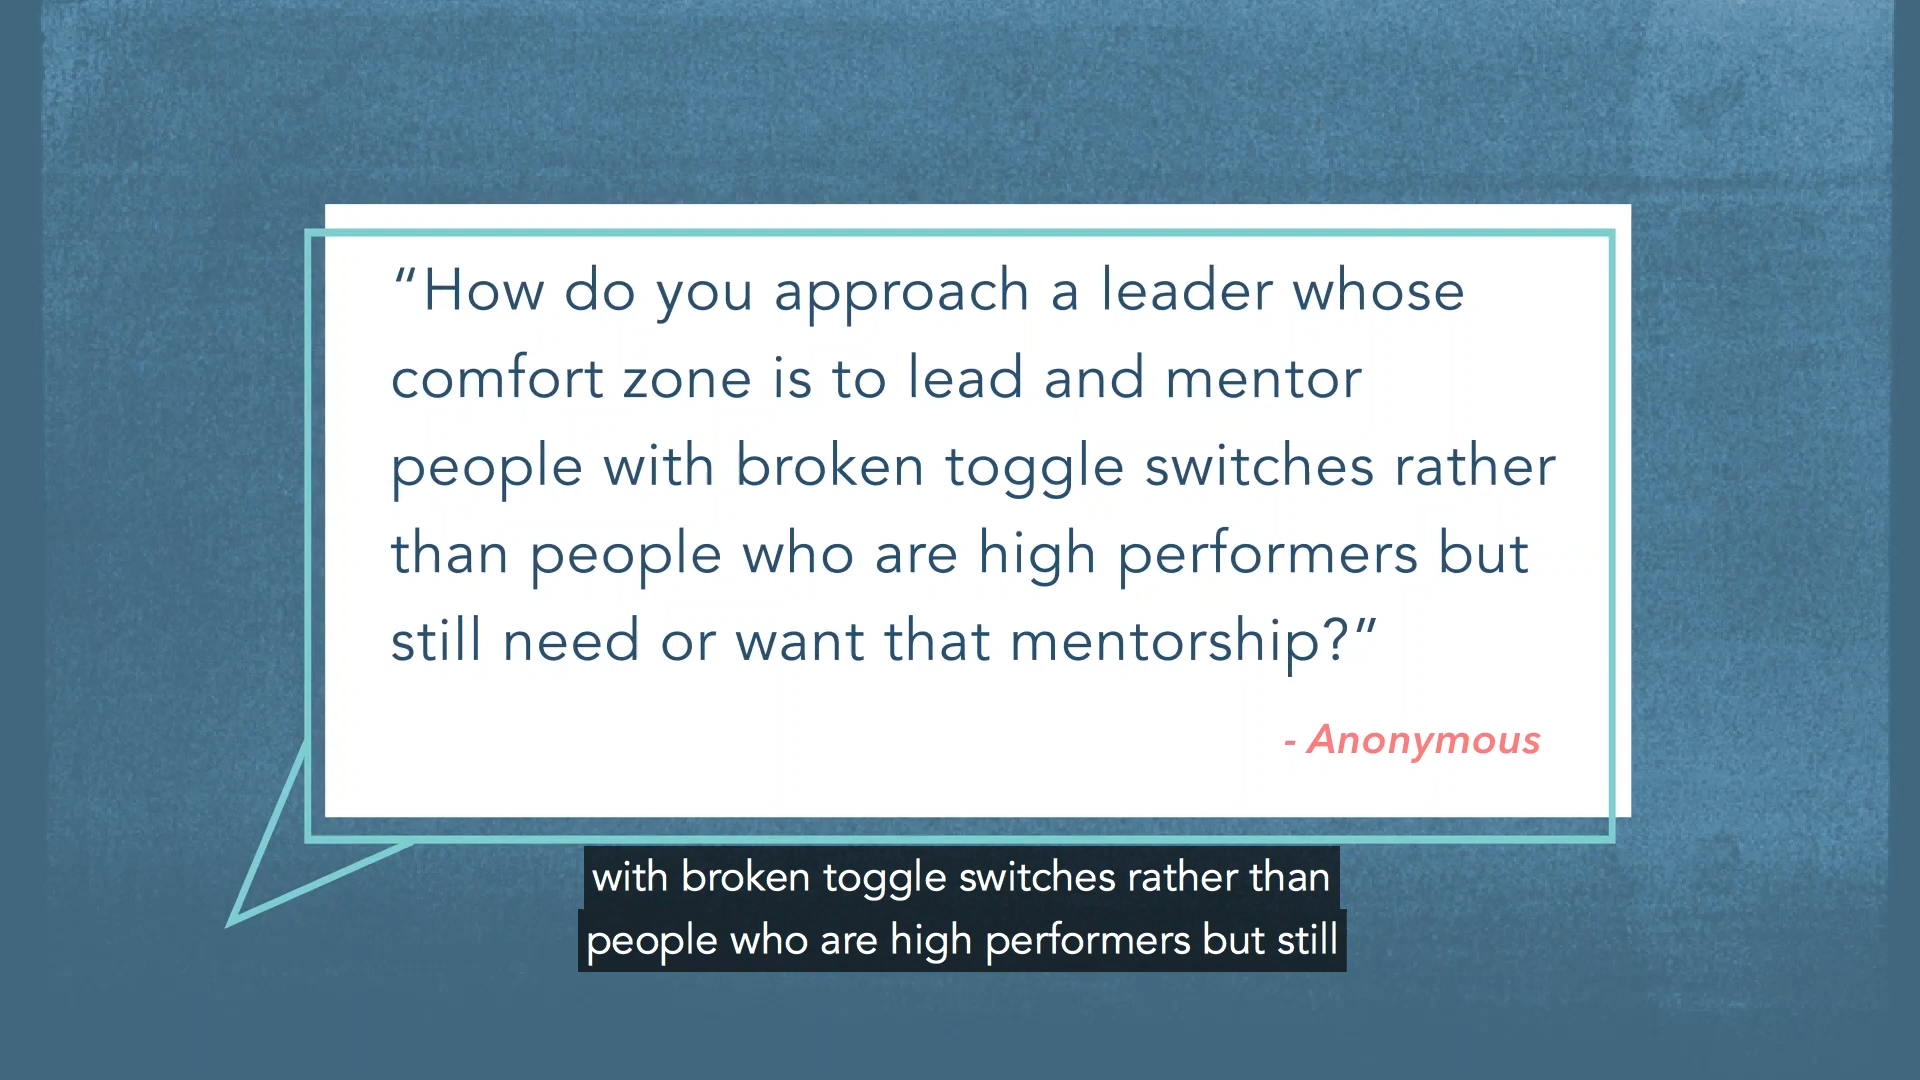 “How do you approach a leader whose
comfort zone is to lead and mentor
people with broken toggle switches rather
than people who are high performers but
still need or want that mentorship?”
- Anonymous
with broken toggle switches rather than
people who are high performers but still